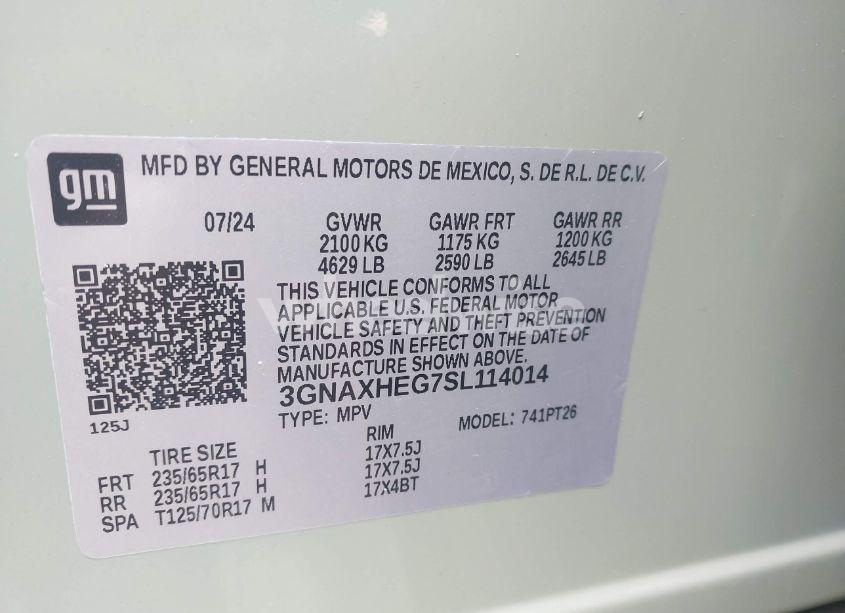 gm
MFD BY GENERAL MOTORS DE MEXICO, S. DE R.L. DE C.V.
07/24 GVWR GAWR FRT GAWR RR
2100 KG 1175 KG 1200 KG
4629 LB 2590 LB 2645 LB
THIS VEHICLE CONFORMS TO ALL
APPLICABLE U.S. FEDERAL MOTOR
VEHICLE SAFETY AND THEFT PREVENTION
STANDARDS IN EFFECT ON THE DATE OF
MANUFACTURE SHOWN ABOVE.
3GNAXHEG7SL114014
125J
TYPE: MPV MODEL: 741PT26
TIRE SIZE RIM
FRT 235/65R17 H 17X7.5J
RR 235/65R17 H 17X7.5J
SPA T125/70R17 M 17X4BT